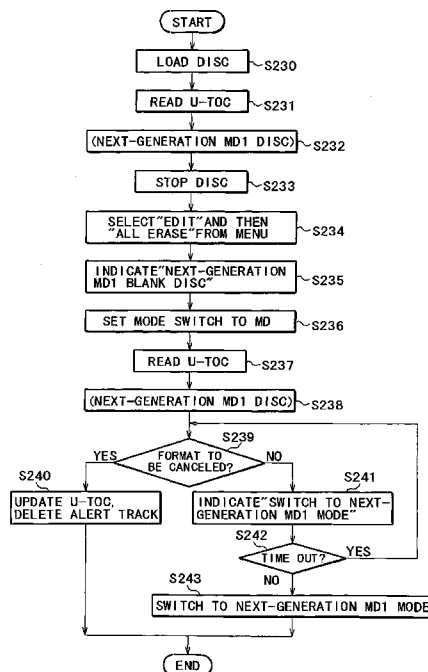 START
LOAD DISC
S230
READ U-TOC
S231
(NEXT-GENERATION MD1 DISC)
S232
STOP DISC
S233
SELECT"EDIT"AND THEN
"ALL ERASE"FROM MENU
S234
INDICATE"NEXT-GENERATION
MD1 BLANK DISC"
S235
SET MODE SWITCH TO MD
S236
READ U-TOC
S237
(NEXT-GENERATION MD1 DISC)
S238
S239
FORMAT TO
BE CANCELED?
YES
NO
S240
UPDATE U-TOC,
DELETE ALERT TRACK
S241
INDICATE"SWITCH TO NEXT-
GENERATION MD1 MODE"
S242
TIME OUT?
YES
NO
S243
SWITCH TO NEXT-GENERATION MD1 MODE
END